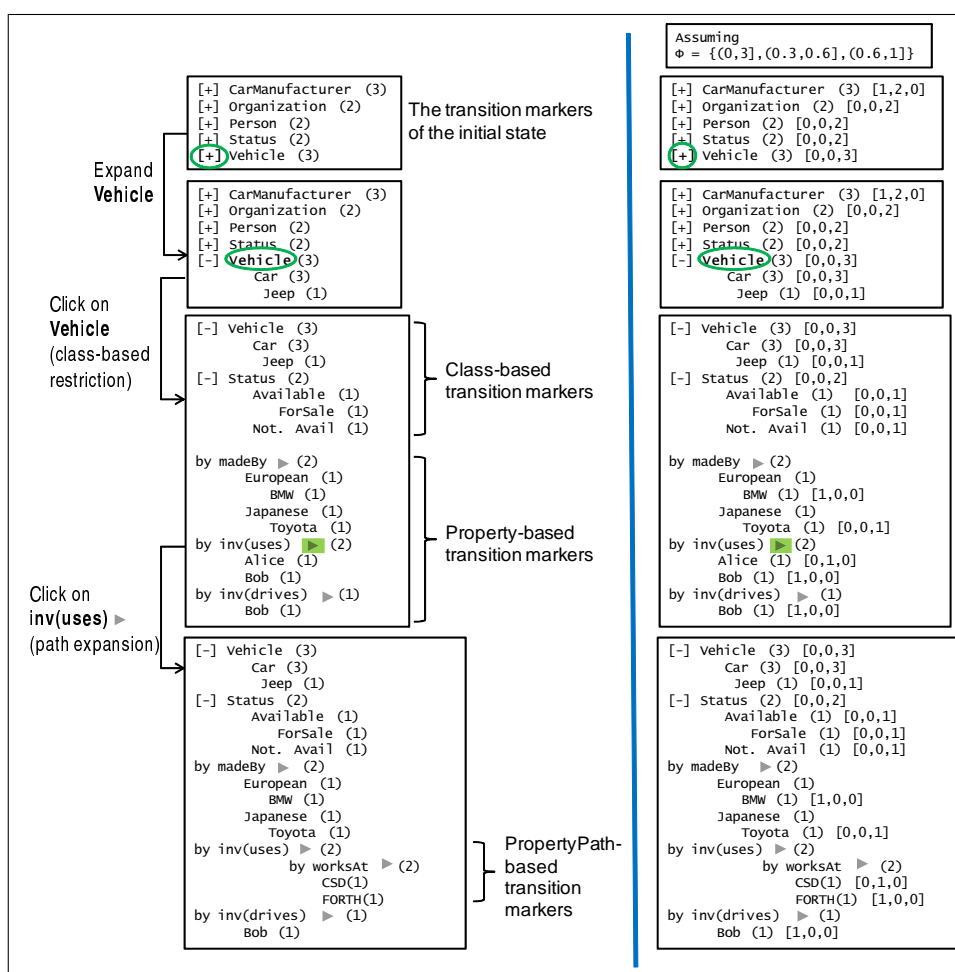 [+] CarManufacturer (3)
[+] Organization (2)
[+] Person (2)
[+] Status (2)
[+] Vehicle (3)
The transition markers
of the initial state
Expand
Vehicle
[+] CarManufacturer (3)
[+] Organization (2)
[+] Person (2)
[+] Status (2)
[-] Vehicle (3)
Car (3)
Jeep (1)
Click on
Vehicle
(class-based
restriction)
[-] Vehicle (3)
Car (3)
Jeep (1)
[-] Status (2)
Available (1)
ForSale (1)
Not. Avail (1)
Class-based
transition markers
by madeBy ▶ (2)
European (1)
BMW (1)
Japanese (1)
Toyota (1)
by inv(uses) ▶ (2)
Alice (1)
Bob (1)
by inv(drives) ▶ (1)
Bob (1)
Property-based
transition markers
Click on
inv(uses) ▶
(path expansion)
[-] Vehicle (3)
Car (3)
Jeep (1)
[-] Status (2)
Available (1)
ForSale (1)
Not. Avail (1)
by madeBy ▶ (2)
European (1)
BMW (1)
Japanese (1)
Toyota (1)
by inv(uses) ▶ (2)
by worksAt ▶ (2)
CSD(1)
FORTH(1)
by inv(drives) ▶ (1)
Bob (1)
PropertyPath-
based
transition
markers
Assuming
Φ = {(0,3],(0.3,0.6],(0.6,1]}
[+] CarManufacturer (3) [1,2,0]
[+] Organization (2) [0,0,2]
[+] Person (2) [0,0,2]
[+] Status (2) [0,0,2]
[+] Vehicle (3) [0,0,3]
[+] CarManufacturer (3) [1,2,0]
[+] Organization (2) [0,0,2]
[+] Person (2) [0,0,2]
[+] Status (2) [0,0,2]
[-] Vehicle (3) [0,0,3]
Car (3) [0,0,3]
Jeep (1) [0,0,1]
[-] Vehicle (3) [0,0,3]
Car (3) [0,0,3]
Jeep (1) [0,0,1]
[-] Status (2) [0,0,2]
Available (1) [0,0,1]
ForSale (1) [0,0,1]
Not. Avail (1) [0,0,1]
by madeBy ▶ (2)
European (1)
BMW (1) [1,0,0]
Japanese (1)
Toyota (1) [0,0,1]
by inv(uses) ▶ (2)
Alice (1) [0,1,0]
Bob (1) [1,0,0]
by inv(drives) ▶ (1)
Bob (1) [1,0,0]
[-] Vehicle (3) [0,0,3]
Car (3) [0,0,3]
Jeep (1) [0,0,1]
[-] Status (2) [0,0,2]
Available (1) [0,0,1]
ForSale (1) [0,0,1]
Not. Avail (1) [0,0,1]
by madeBy ▶ (2)
European (1)
BMW (1) [1,0,0]
Japanese (1)
Toyota (1) [0,0,1]
by inv(uses) ▶ (2)
by worksAt ▶ (2)
CSD(1) [0,1,0]
FORTH(1) [1,0,0]
by inv(drives) ▶ (1)
Bob (1) [1,0,0]